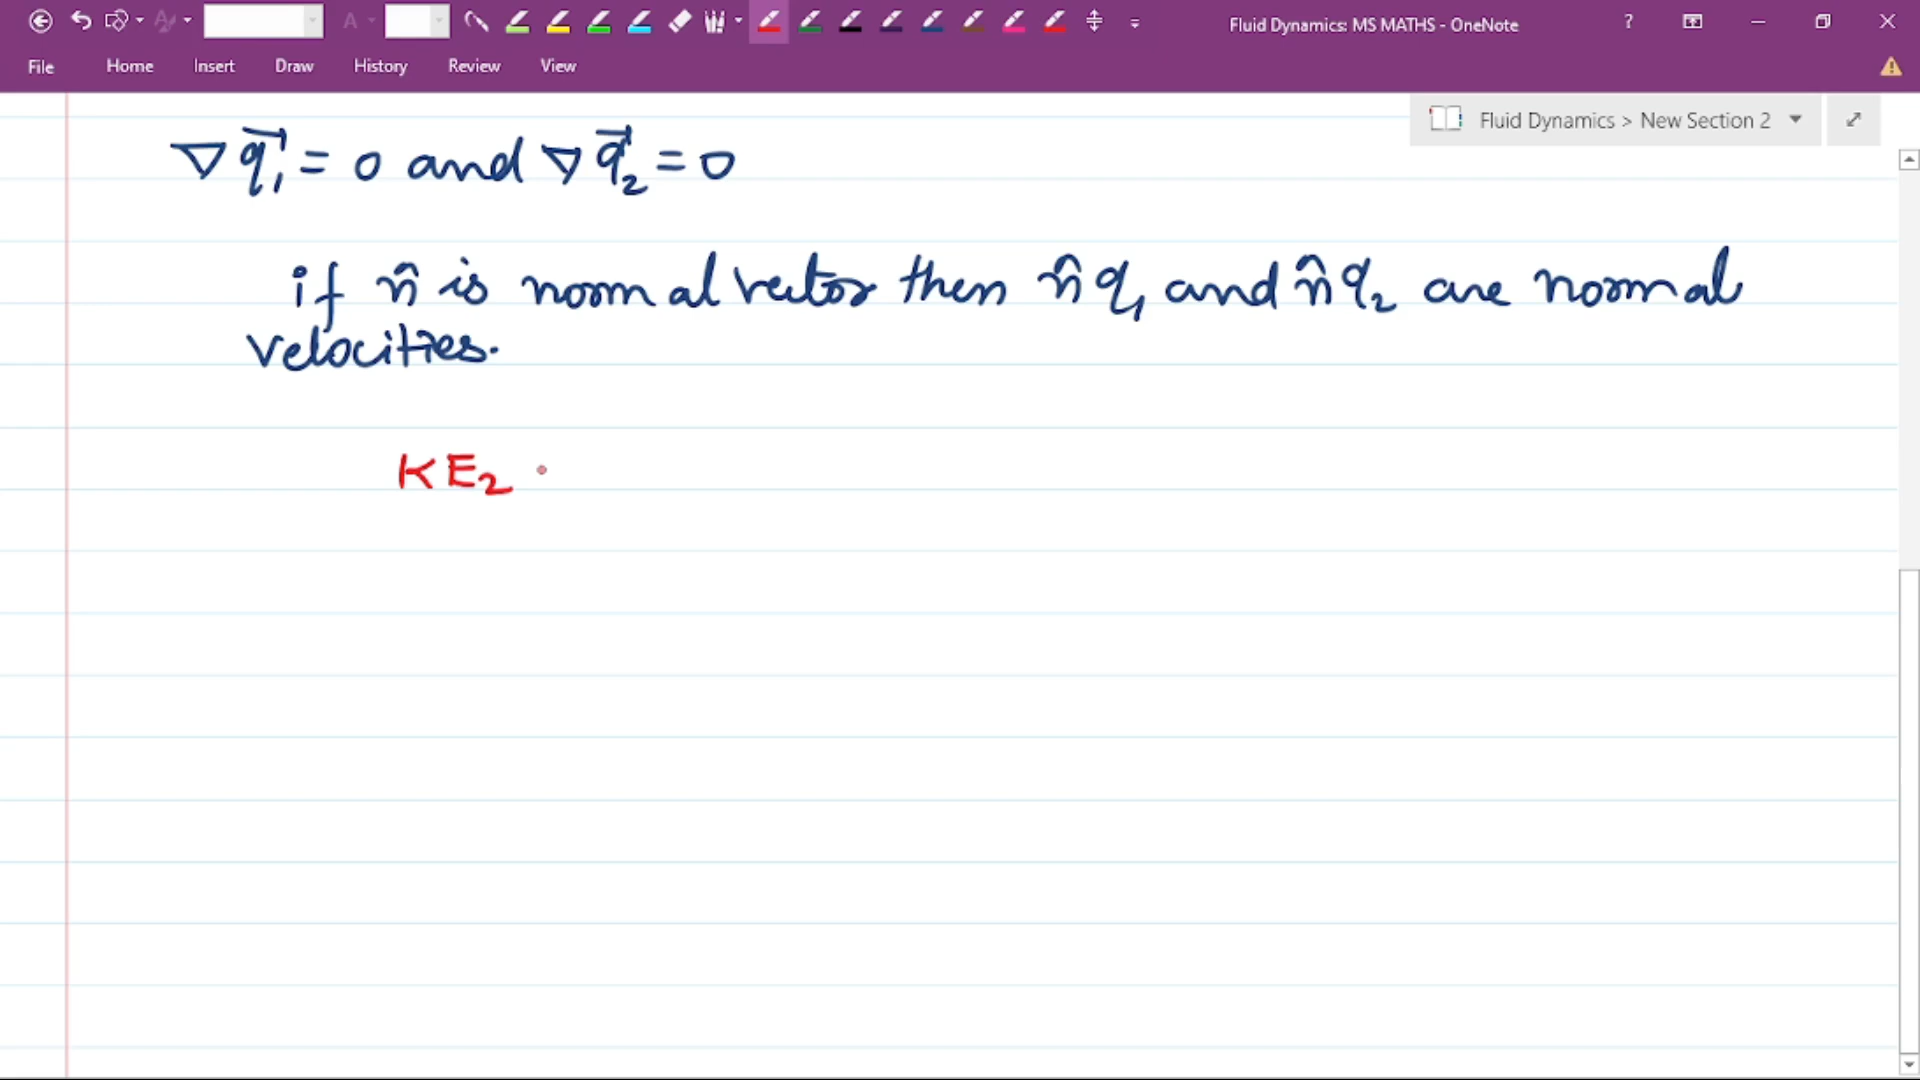 Fluid Dynamics: MS MATHS - OneNote
?
File Home Insert Draw History Review View
Fluid Dynamics > New Section 2
∇q⃗₁ = 0 and ∇q⃗₂ = 0
if n̂ is normal vector then n̂ q₁ and n̂ q₂ are normal
velocities.
KE₂